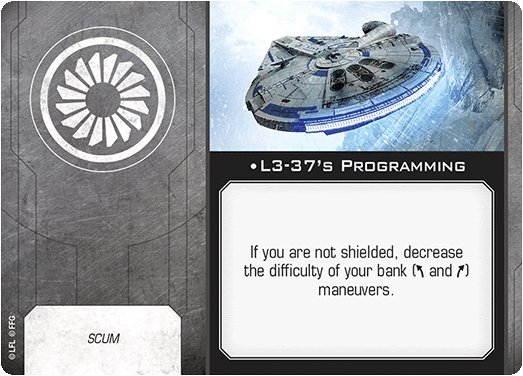 •L3-37's Programming
If you are not shielded, decrease
the difficulty of your bank (↰ and ↱)
maneuvers.
SCUM
© LFL © FFG